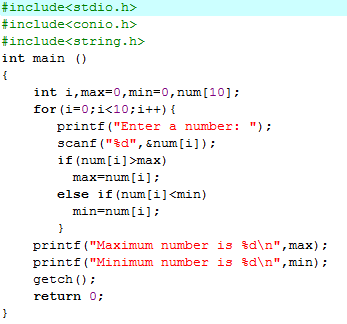 #include<stdio.h>
#include<conio.h>
#include<string.h>
int main ()
{
    int i,max=0,min=0,num[10];
    for(i=0;i<10;i++){
       printf("Enter a number: ");
       scanf("%d",&num[i]);
       if(num[i]>max)
         max=num[i];
       else if(num[i]<min)
         min=num[i];
       }
    printf("Maximum number is %d\n",max);
    printf("Minimum number is %d\n",min);
    getch();
    return 0;
}